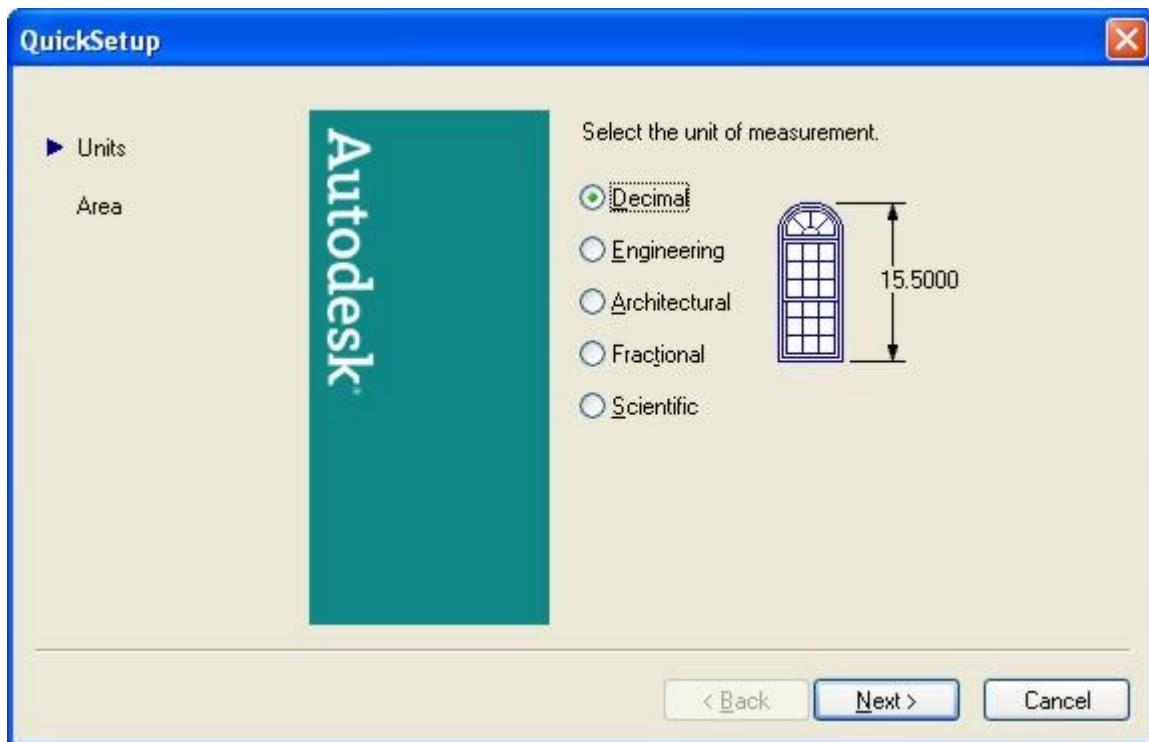 QuickSetup
Units
Area
Autodesk®
Select the unit of measurement.
Decimal
Engineering
Architectural
Fractional
Scientific
15.5000
< Back
Next >
Cancel